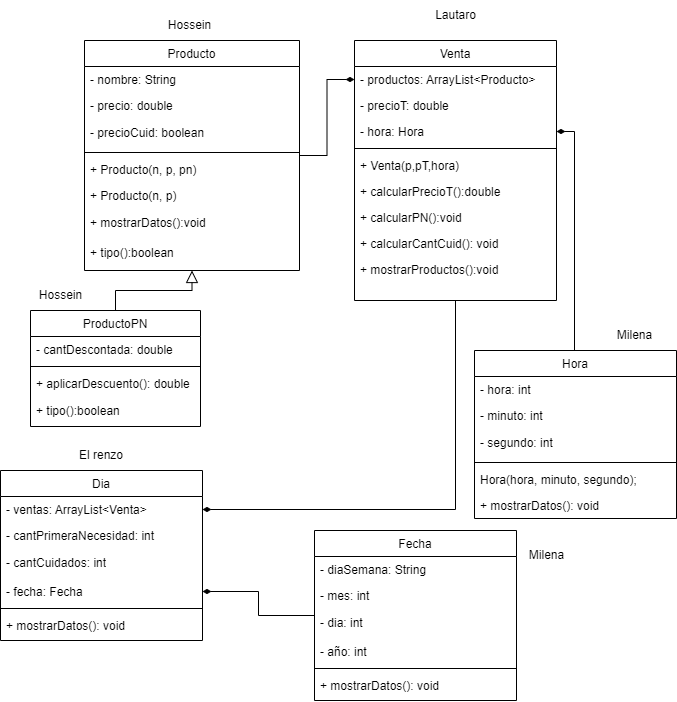 Hossein
Producto
- nombre: String
- precio: double
- precioCuid: boolean
+ Producto(n, p, pn)
+ Producto(n, p)
+ mostrarDatos():void
+ tipo():boolean
Lautaro
Venta
- productos: ArrayList<Producto>
- precioT: double
- hora: Hora
+ Venta(p,pT,hora)
+ calcularPrecioT():double
+ calcularPN():void
+ calcularCantCuid(): void
+ mostrarProductos():void
Hossein
ProductoPN
- cantDescontada: double
+ aplicarDescuento(): double
+ tipo():boolean
Milena
Hora
- hora: int
- minuto: int
- segundo: int
Hora(hora, minuto, segundo);
+ mostrarDatos(): void
El renzo
Dia
- ventas: ArrayList<Venta>
- cantPrimeraNecesidad: int
- cantCuidados: int
- fecha: Fecha
+ mostrarDatos(): void
Fecha
- diaSemana: String
- mes: int
- dia: int
- año: int
+ mostrarDatos(): void
Milena